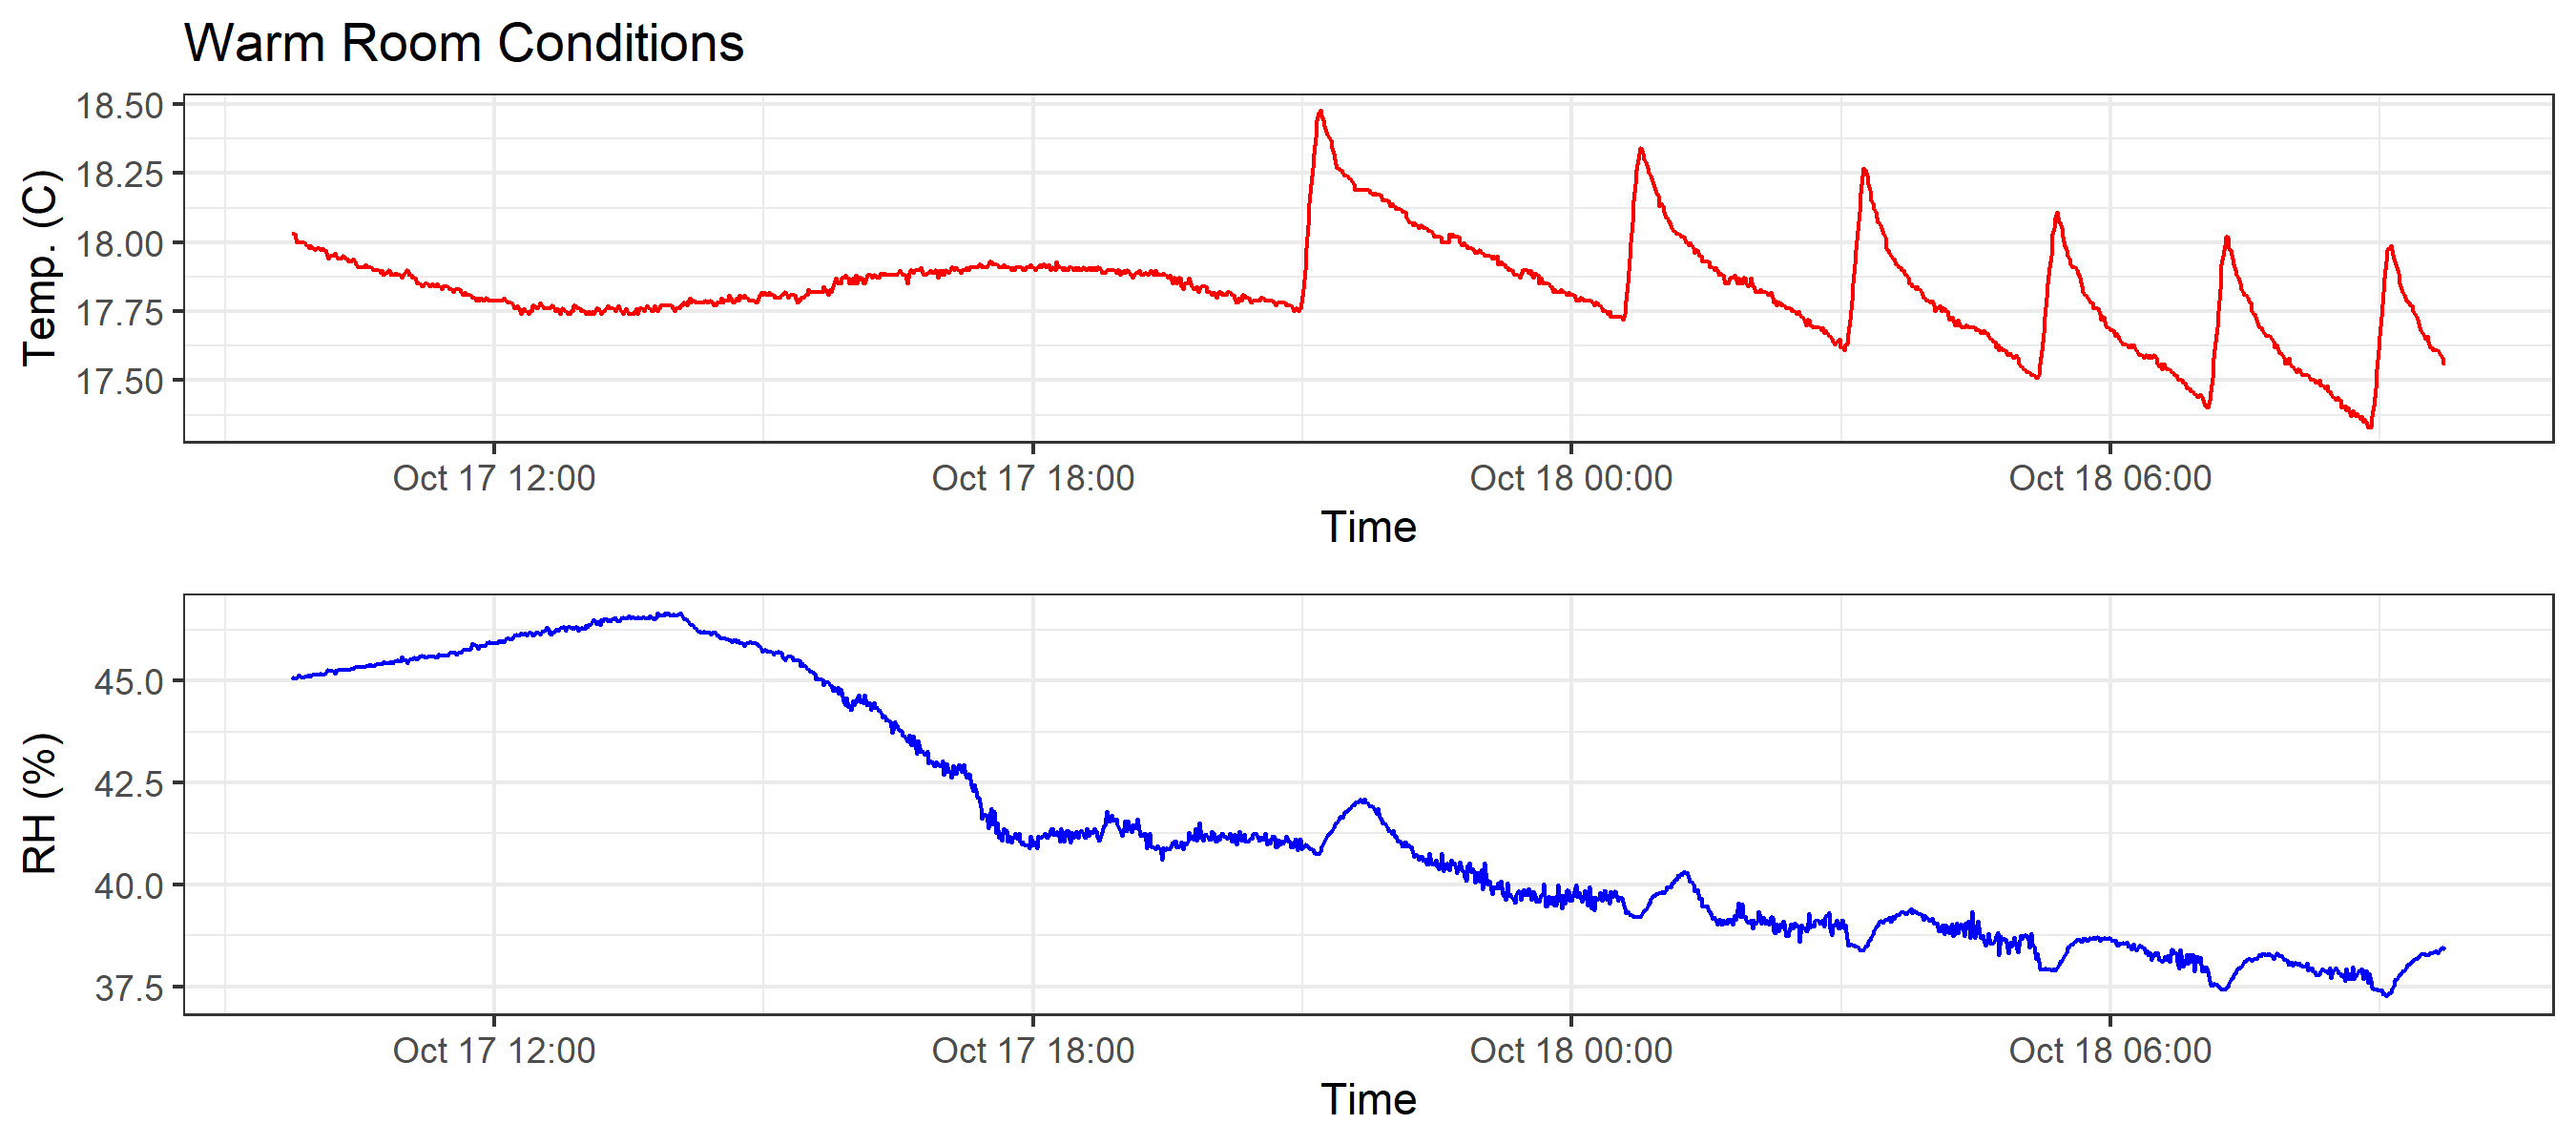 Warm Room Conditions
Temp. (C)
18.50
18.25
18.00
17.75
17.50
Oct 17 12:00 Oct 17 18:00 Oct 18 00:00 Oct 18 06:00
Time
RH (%)
45.0
42.5
40.0
37.5
Oct 17 12:00 Oct 17 18:00 Oct 18 00:00 Oct 18 06:00
Time